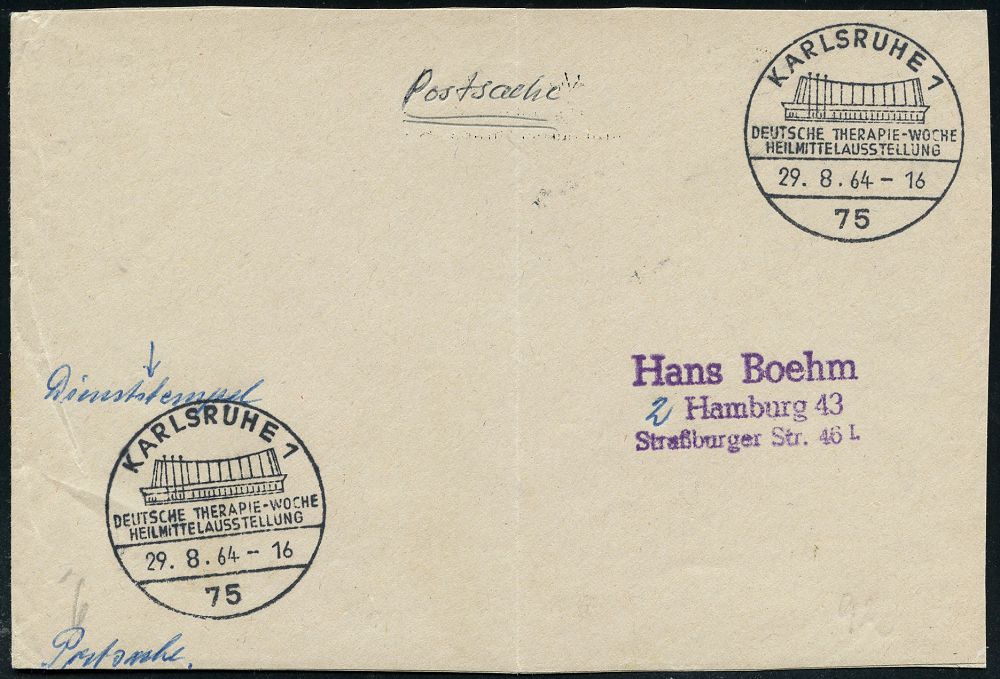 Postsache
KARLSRUHE 1
DEUTSCHE THERAPIE-WOCHE
HEILMITTELAUSSTELLUNG
29. 8. 64 - 16
75
Hans Boehm
2 Hamburg 43
Straßburger Str. 46 I.
Dienststempel
KARLSRUHE 1
DEUTSCHE THERAPIE-WOCHE
HEILMITTELAUSSTELLUNG
29. 8. 64 - 16
75
Postsache.